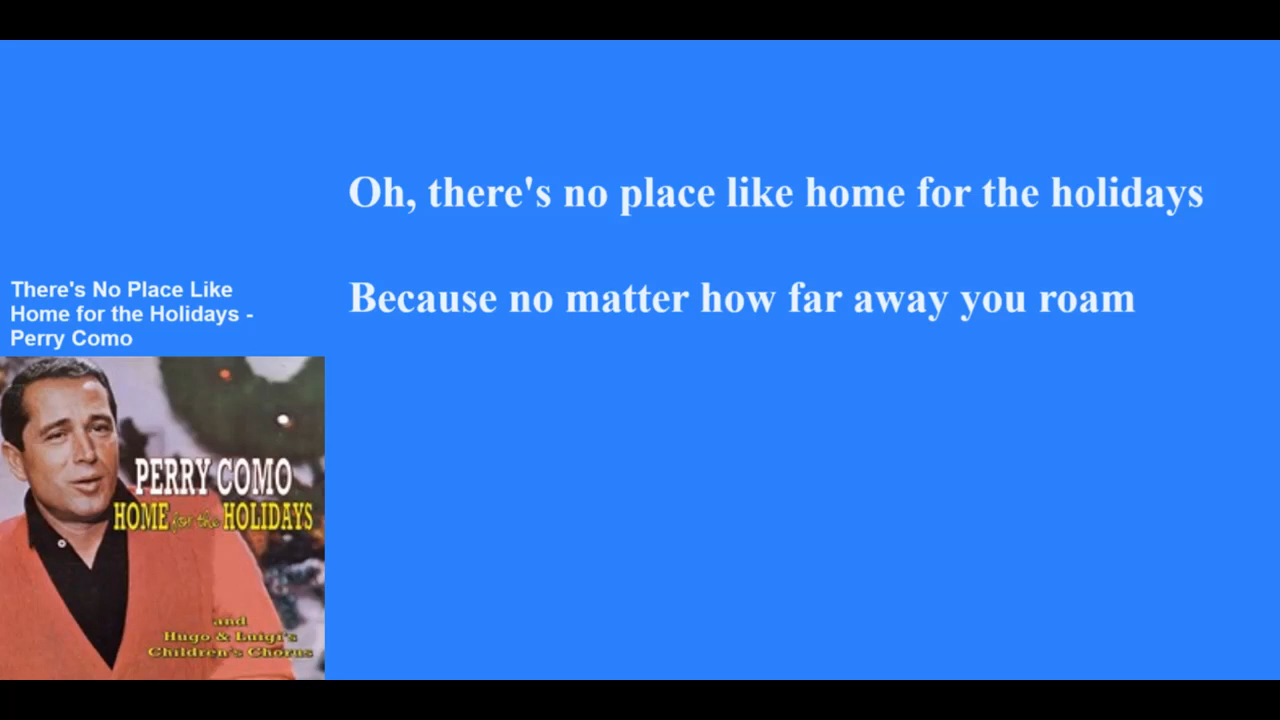 Oh, there's no place like home for the holidays
Because no matter how far away you roam
There's No Place Like
Home for the Holidays -
Perry Como
PERRY COMO
HOME for the HOLIDAYS
and
Hugo & Luigi's
Children's Chorus